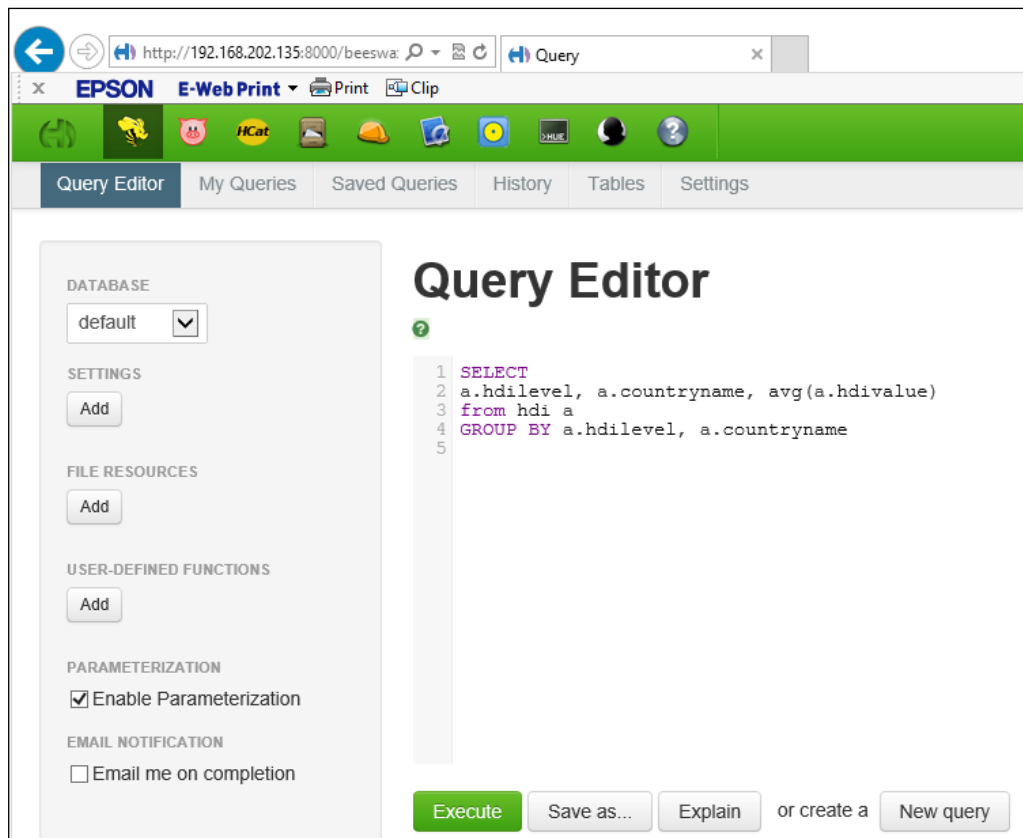 http://192.168.202.135:8000/beeswa:
Query
EPSON E-Web Print Print Clip
HCat
>HUE
Query Editor My Queries Saved Queries History Tables Settings
DATABASE
default
SETTINGS
Add
FILE RESOURCES
Add
USER-DEFINED FUNCTIONS
Add
PARAMETERIZATION
Enable Parameterization
EMAIL NOTIFICATION
Email me on completion
Query Editor
1 SELECT
2 a.hdilevel, a.countryname, avg(a.hdivalue)
3 from hdi a
4 GROUP BY a.hdilevel, a.countryname
5
Execute Save as... Explain or create a New query